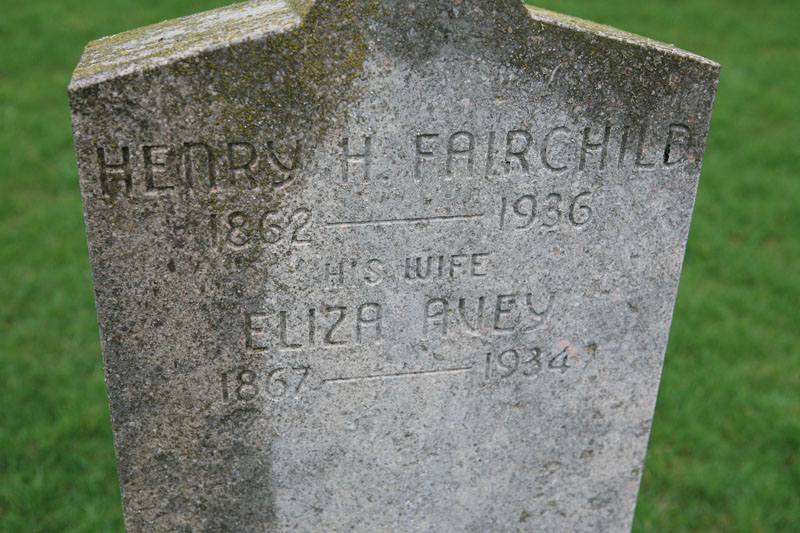 HENRY H. FAIRCHILD
1862 — 1936
HIS WIFE
ELIZA AVEY
1867 — 1934